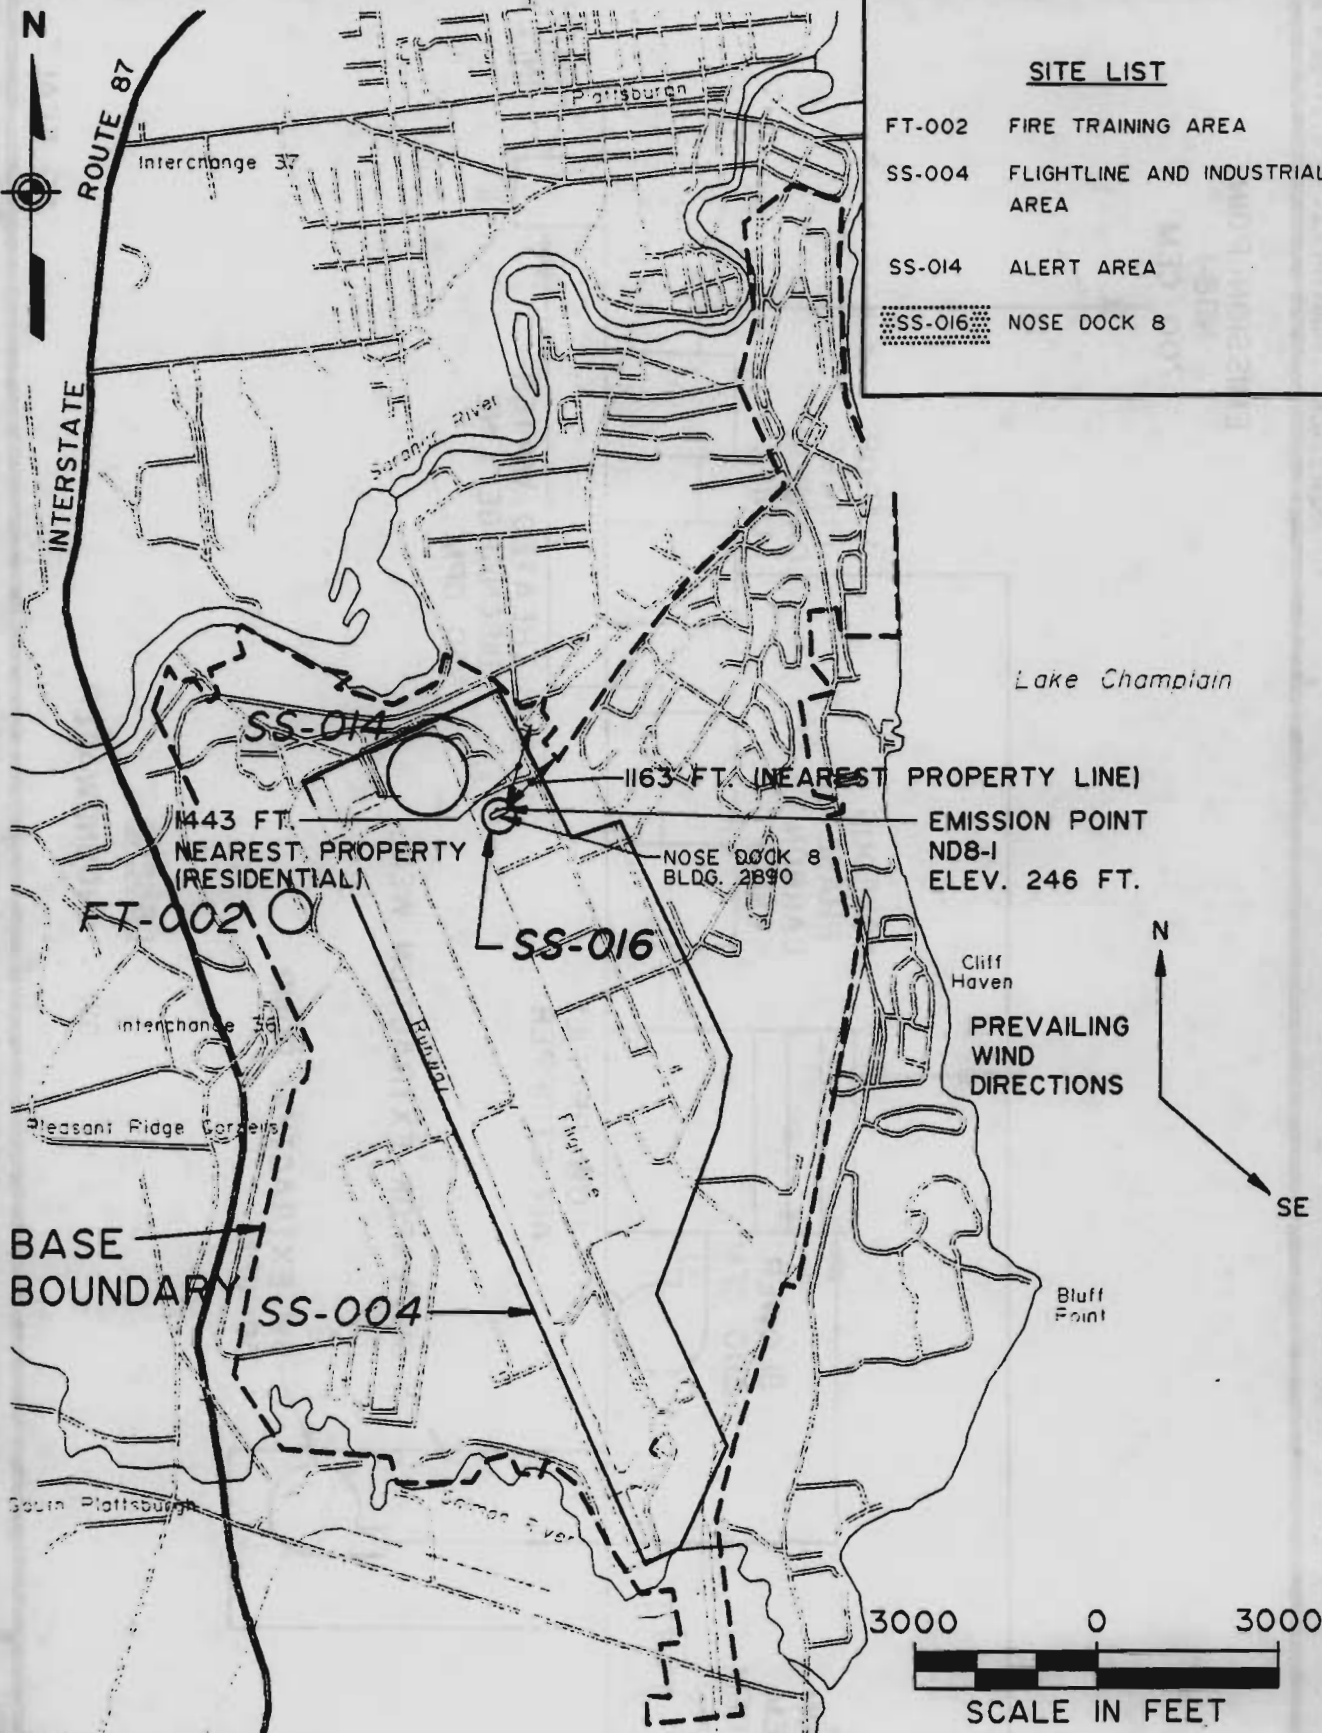 N
ROUTE 87
INTERSTATE
Interchange 37
Plattsburgh
SITE LIST
FT-002 FIRE TRAINING AREA
SS-004 FLIGHTLINE AND INDUSTRIAL
AREA
SS-014 ALERT AREA
SS-016 NOSE DOCK 8
Saranac River
Lake Champlain
SS-014
1163 FT. (NEAREST PROPERTY LINE)
1443 FT.
NEAREST PROPERTY
(RESIDENTIAL)
EMISSION POINT
ND8-1
ELEV. 246 FT.
NOSE DOCK 8
BLDG. 2890
FT-002
SS-016
N
Cliff
Haven
PREVAILING
WIND
DIRECTIONS
SE
Interchange 36
Runway
Flightline
Pleasant Ridge Gardens
BASE
BOUNDARY
SS-004
Bluff
Point
South Plattsburgh
Salmon River
3000 0 3000
SCALE IN FEET